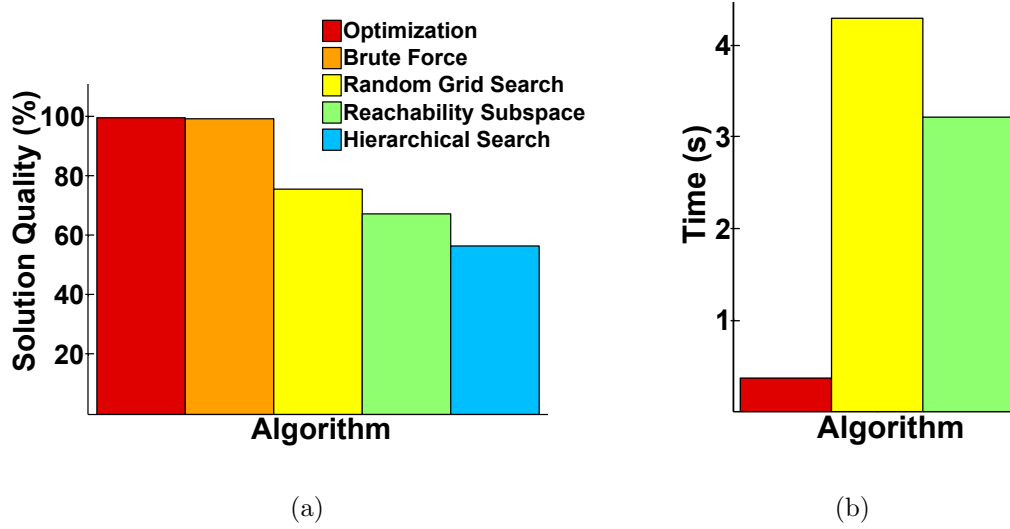 Optimization
Brute Force
Random Grid Search
Reachability Subspace
Hierarchical Search
Solution Quality (%)
100
80
60
40
20
Algorithm
(a)
Time (s)
4
3
2
1
Algorithm
(b)